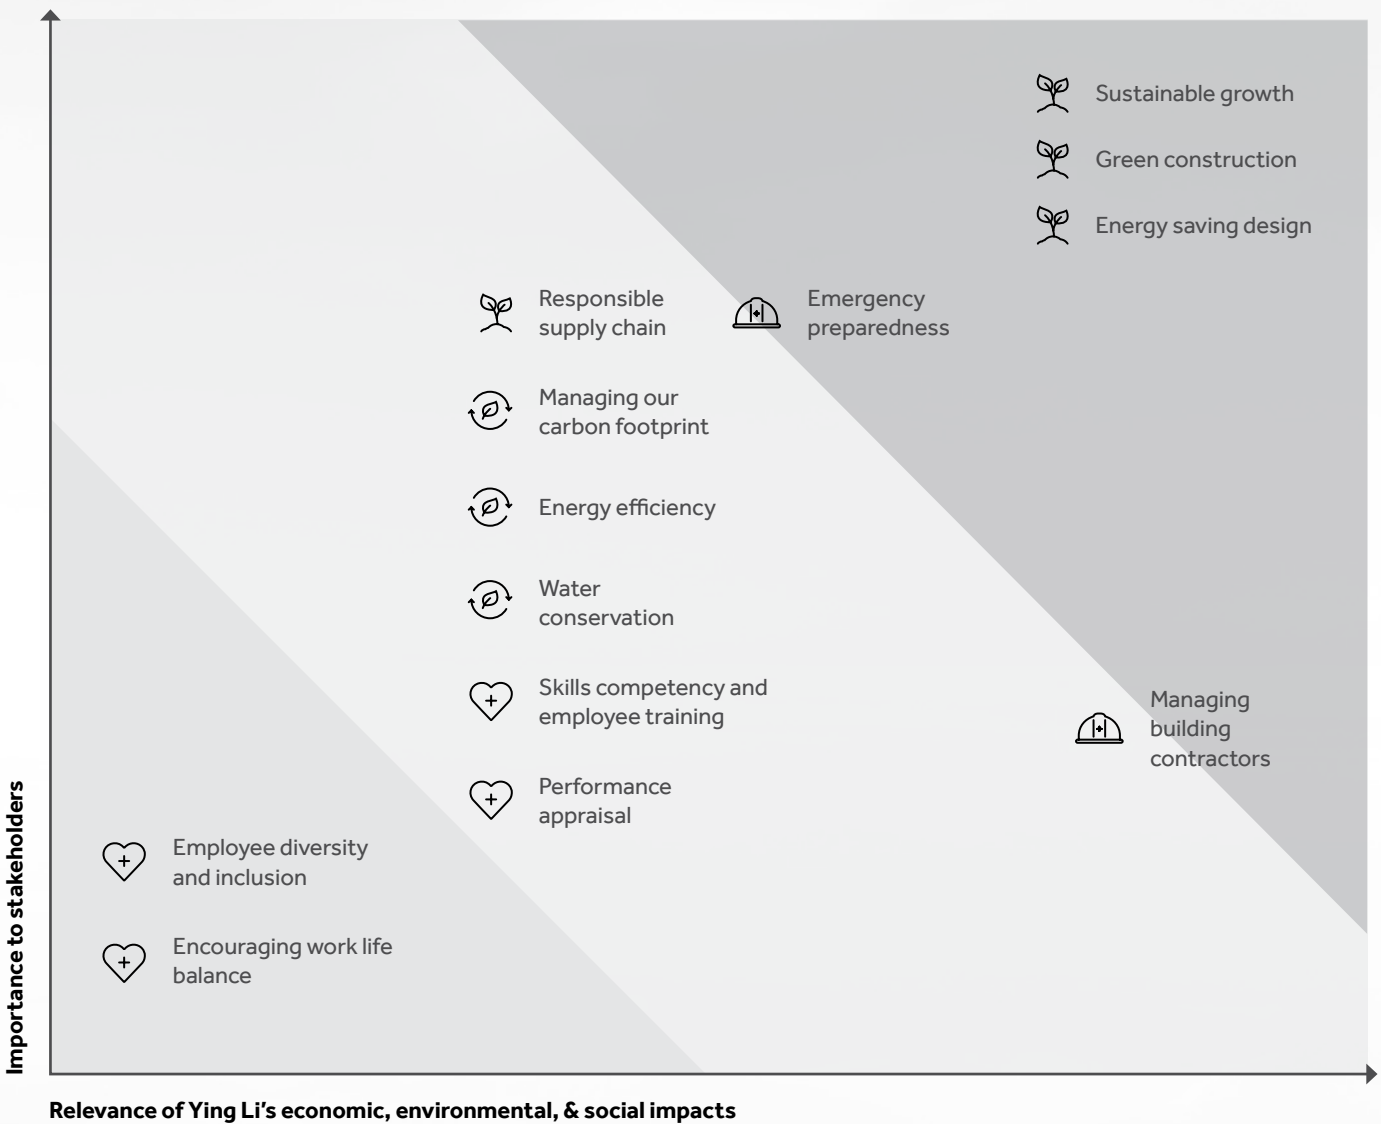 Sustainable growth
Green construction
Energy saving design
Responsible
supply chain
Emergency
preparedness
Managing our
carbon footprint
Energy efficiency
Water
conservation
Skills competency and
employee training
Managing
building
contractors
Performance
appraisal
Employee diversity
and inclusion
Encouraging work life
balance
Importance to stakeholders
Relevance of Ying Li’s economic, environmental, & social impacts